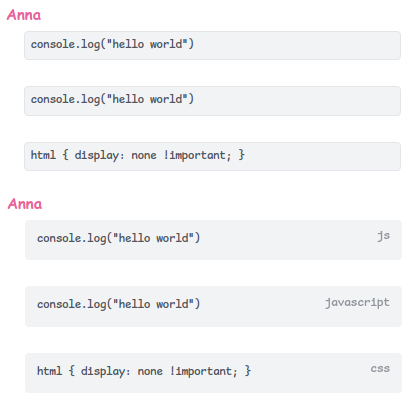 Anna
console.log("hello world")
console.log("hello world")
html { display: none !important; }
Anna
console.log("hello world") js
console.log("hello world") javascript
html { display: none !important; } css